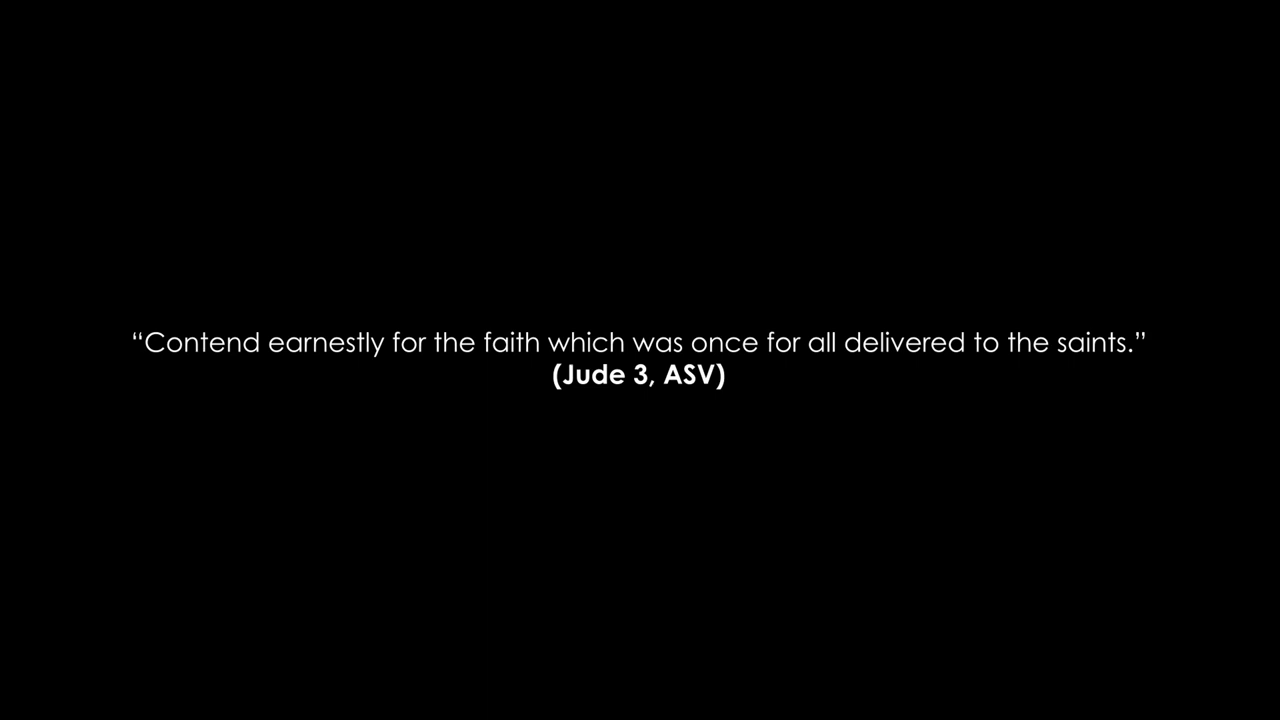 “Contend earnestly for the faith which was once for all delivered to the saints.”
(Jude 3, ASV)